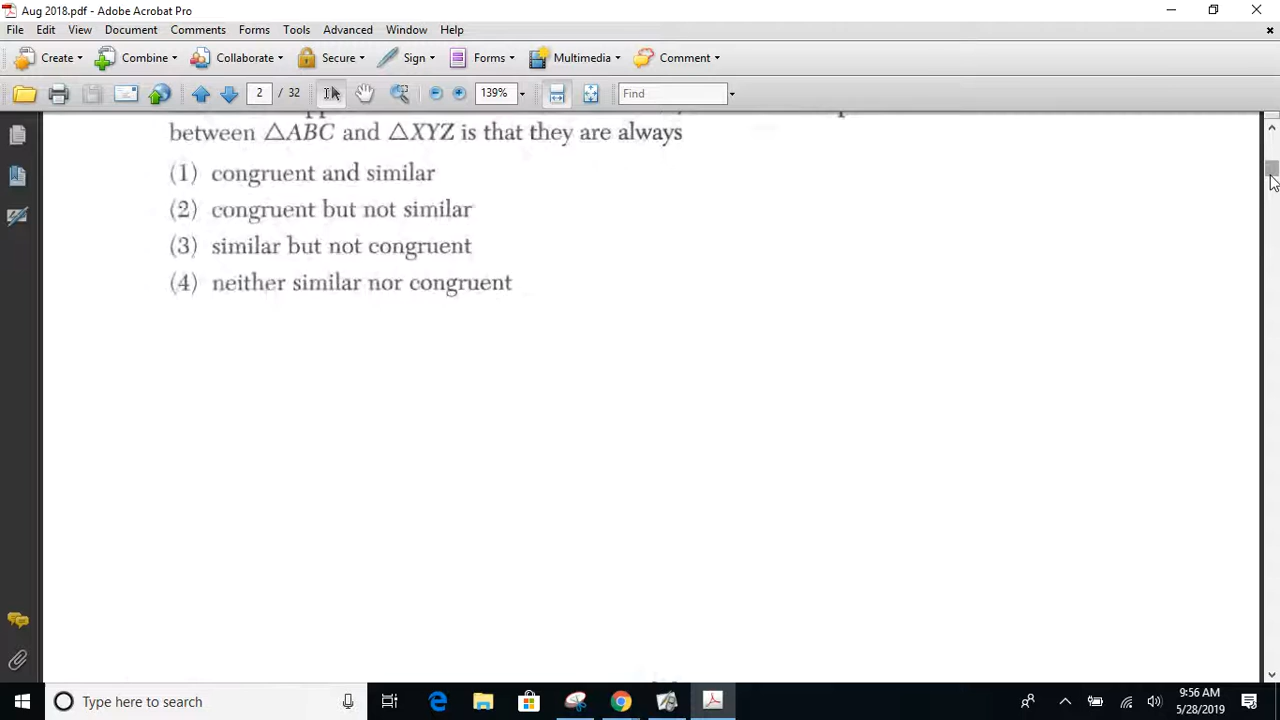 Aug 2018.pdf - Adobe Acrobat Pro
File Edit View Document Comments Forms Tools Advanced Window Help
Create Combine Collaborate Secure Sign Forms Multimedia Comment
2 / 32 139% Find
between △ABC and △XYZ is that they are always
(1) congruent and similar
(2) congruent but not similar
(3) similar but not congruent
(4) neither similar nor congruent
Type here to search
9:56 AM
5/28/2019